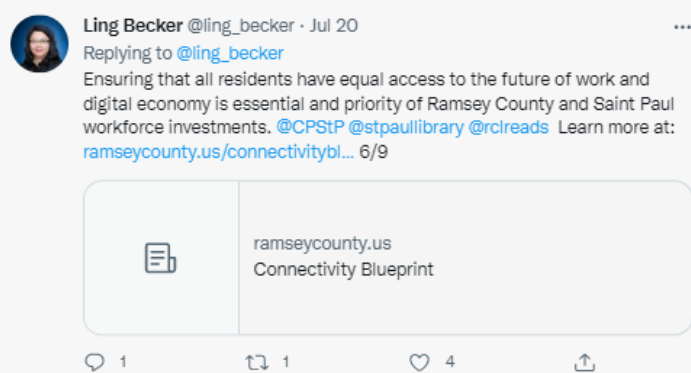 Ling Becker @ling_becker · Jul 20
Replying to @ling_becker
Ensuring that all residents have equal access to the future of work and
digital economy is essential and priority of Ramsey County and Saint Paul
workforce investments. @CPStP @stpaullibrary @rclreads Learn more at:
ramseycounty.us/connectivitybl... 6/9
ramseycounty.us
Connectivity Blueprint
1 1 4